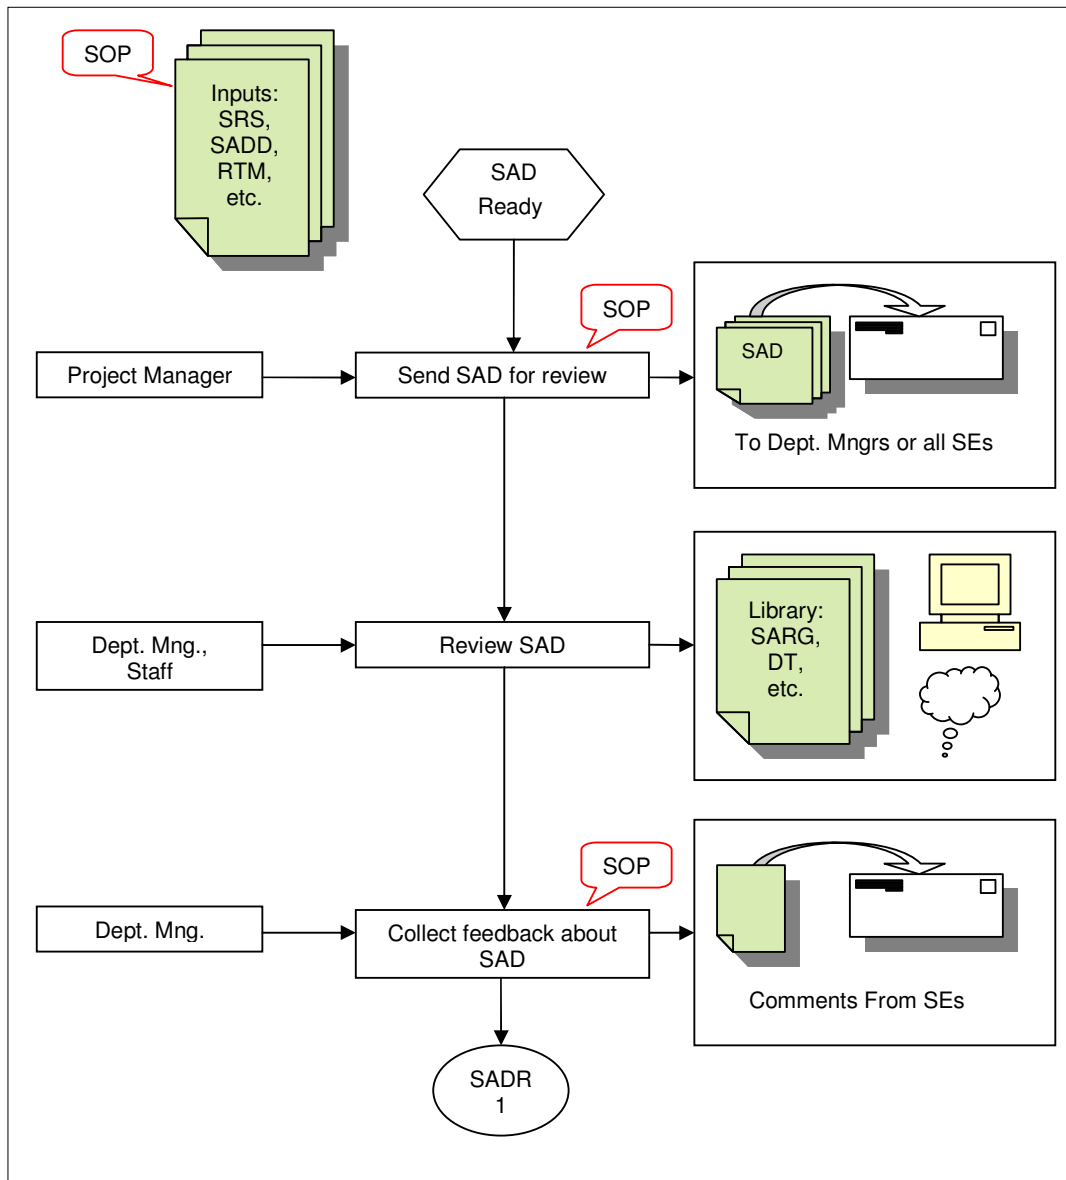 SOP
Inputs:
SRS,
SADD,
RTM,
etc.
SAD
Ready
SOP
Project Manager
Send SAD for review
SAD
To Dept. Mngrs or all SEs
Dept. Mng.,
Staff
Review SAD
Library:
SARG,
DT,
etc.
SOP
Dept. Mng.
Collect feedback about
SAD
Comments From SEs
SADR
1